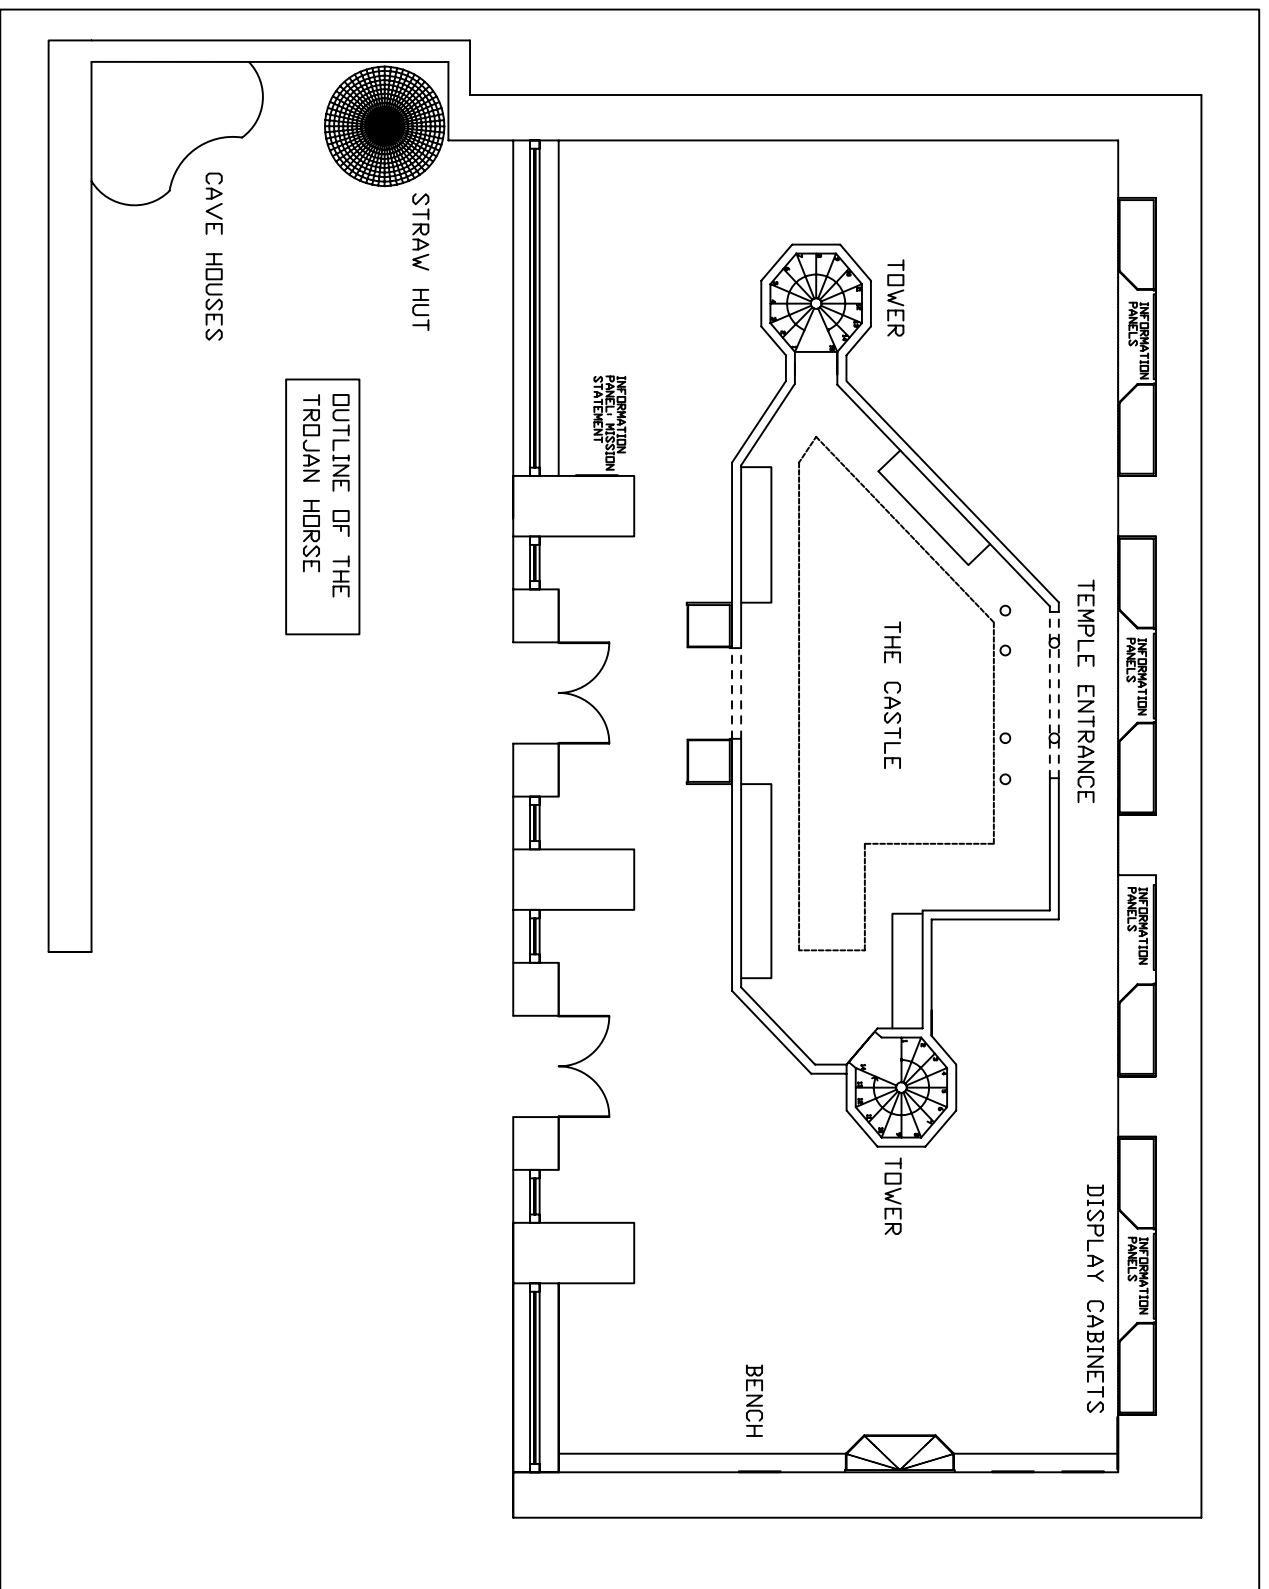 DISPLAY CABINETS
INFORMATION
PANELS
INFORMATION
PANELS
INFORMATION
PANELS
INFORMATION
PANELS
TEMPLE ENTRANCE
TOWER
THE CASTLE
TOWER
BENCH
INFORMATION
PANEL: MISSION
STATEMENT
STRAW HUT
OUTLINE OF THE
TROJAN HORSE
CAVE HOUSES